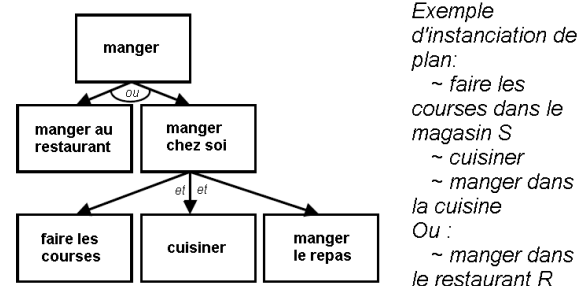 manger
ou
manger au
restaurant
manger
chez soi
et et
faire les
courses
cuisiner
manger
le repas
Exemple
d'instanciation de
plan:
~ faire les
courses dans le
magasin S
~ cuisiner
~ manger dans
la cuisine
Ou :
~ manger dans
le restaurant R